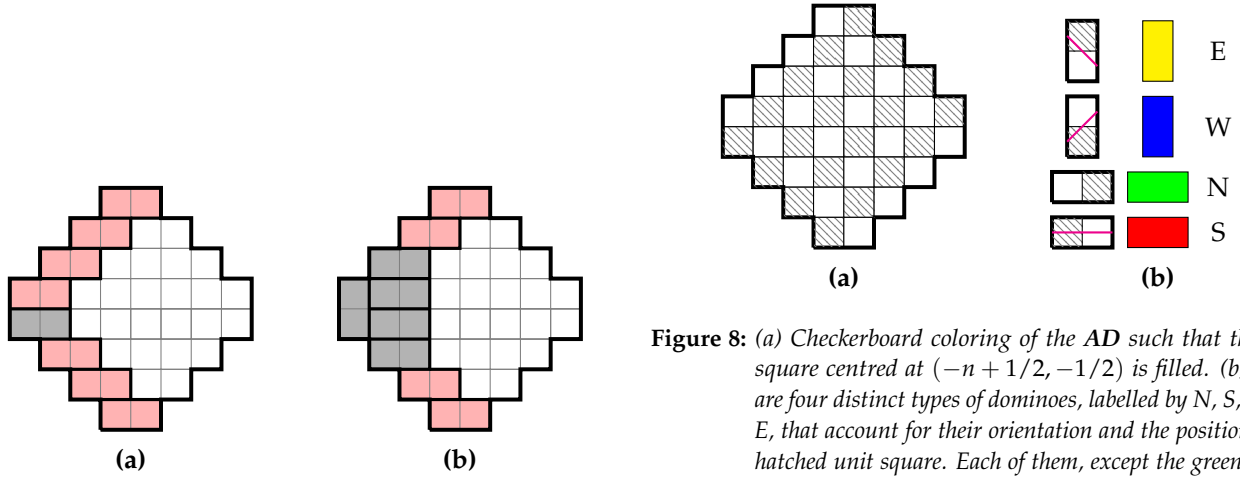 E
W
N
S
(a)
(b)
(a)
(b)
Figure 8: (a) Checkerboard coloring of the AD such that th
square centred at (−n + 1/2, −1/2) is filled. (b)
are four distinct types of dominoes, labelled by N, S,
E, that account for their orientation and the position
hatched unit square. Each of them, except the green